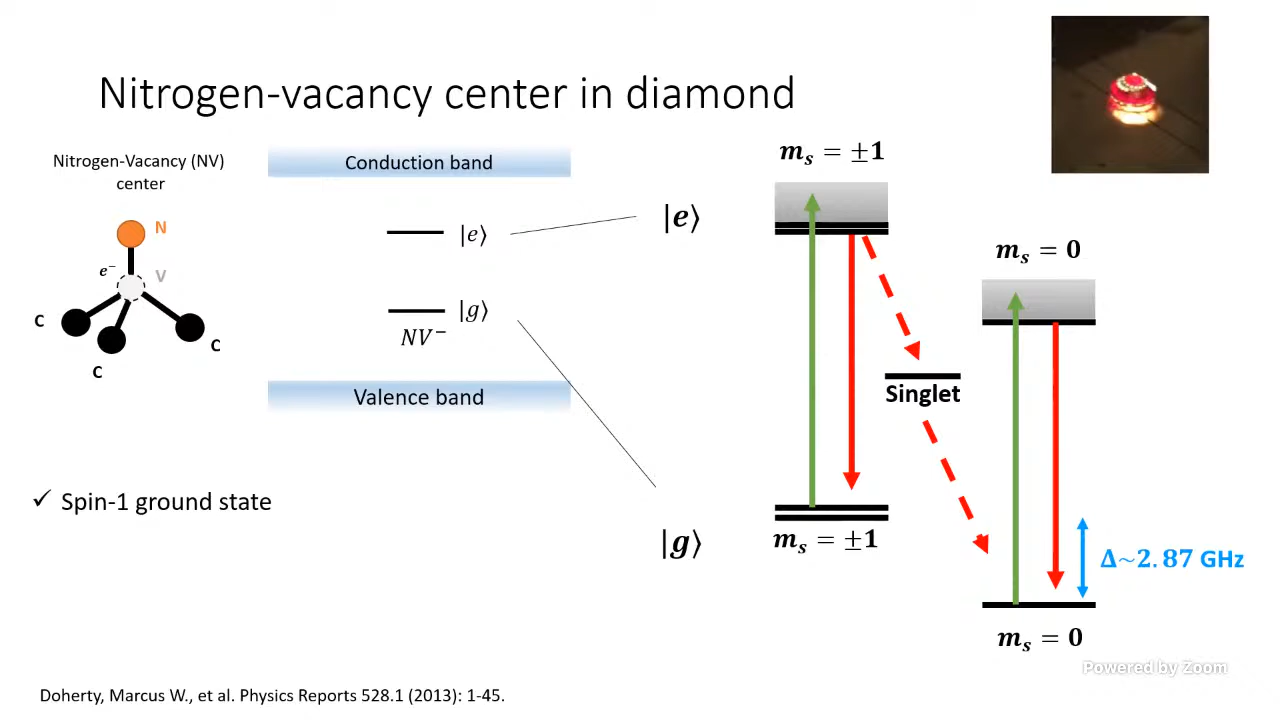 Nitrogen-vacancy center in diamond
Nitrogen-Vacancy (NV)
center
N
e⁻
V
C
C
C
Conduction band
|e⟩
|g⟩
NV⁻
Valence band
✓ Spin-1 ground state
|e⟩
|g⟩
mₛ = ±1
mₛ = 0
Singlet
mₛ = ±1
Δ~2.87 GHz
mₛ = 0
Powered by Zoom
Doherty, Marcus W., et al. Physics Reports 528.1 (2013): 1-45.